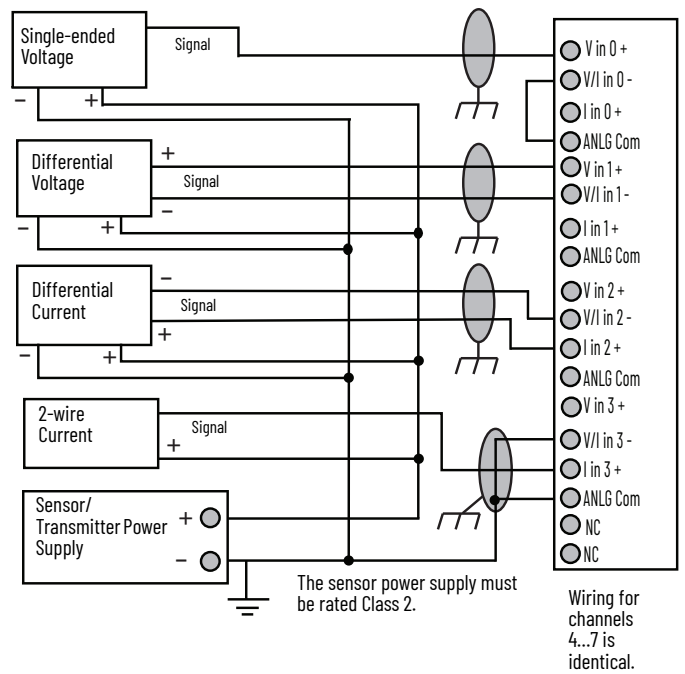 Single-ended
Voltage
Signal
−
+
Differential
Voltage
+
Signal
−
−
+
Differential
Current
−
Signal
+
−
+
2-wire
Current
Signal
+
Sensor/
Transmitter Power
Supply
+
−
The sensor power supply must
be rated Class 2.
V in 0 +
V/I in 0 -
I in 0 +
ANLG Com
V in 1 +
V/I in 1 -
I in 1 +
ANLG Com
V in 2 +
V/I in 2 -
I in 2 +
ANLG Com
V in 3 +
V/I in 3 -
I in 3 +
ANLG Com
NC
NC
Wiring for
channels
4...7 is
identical.